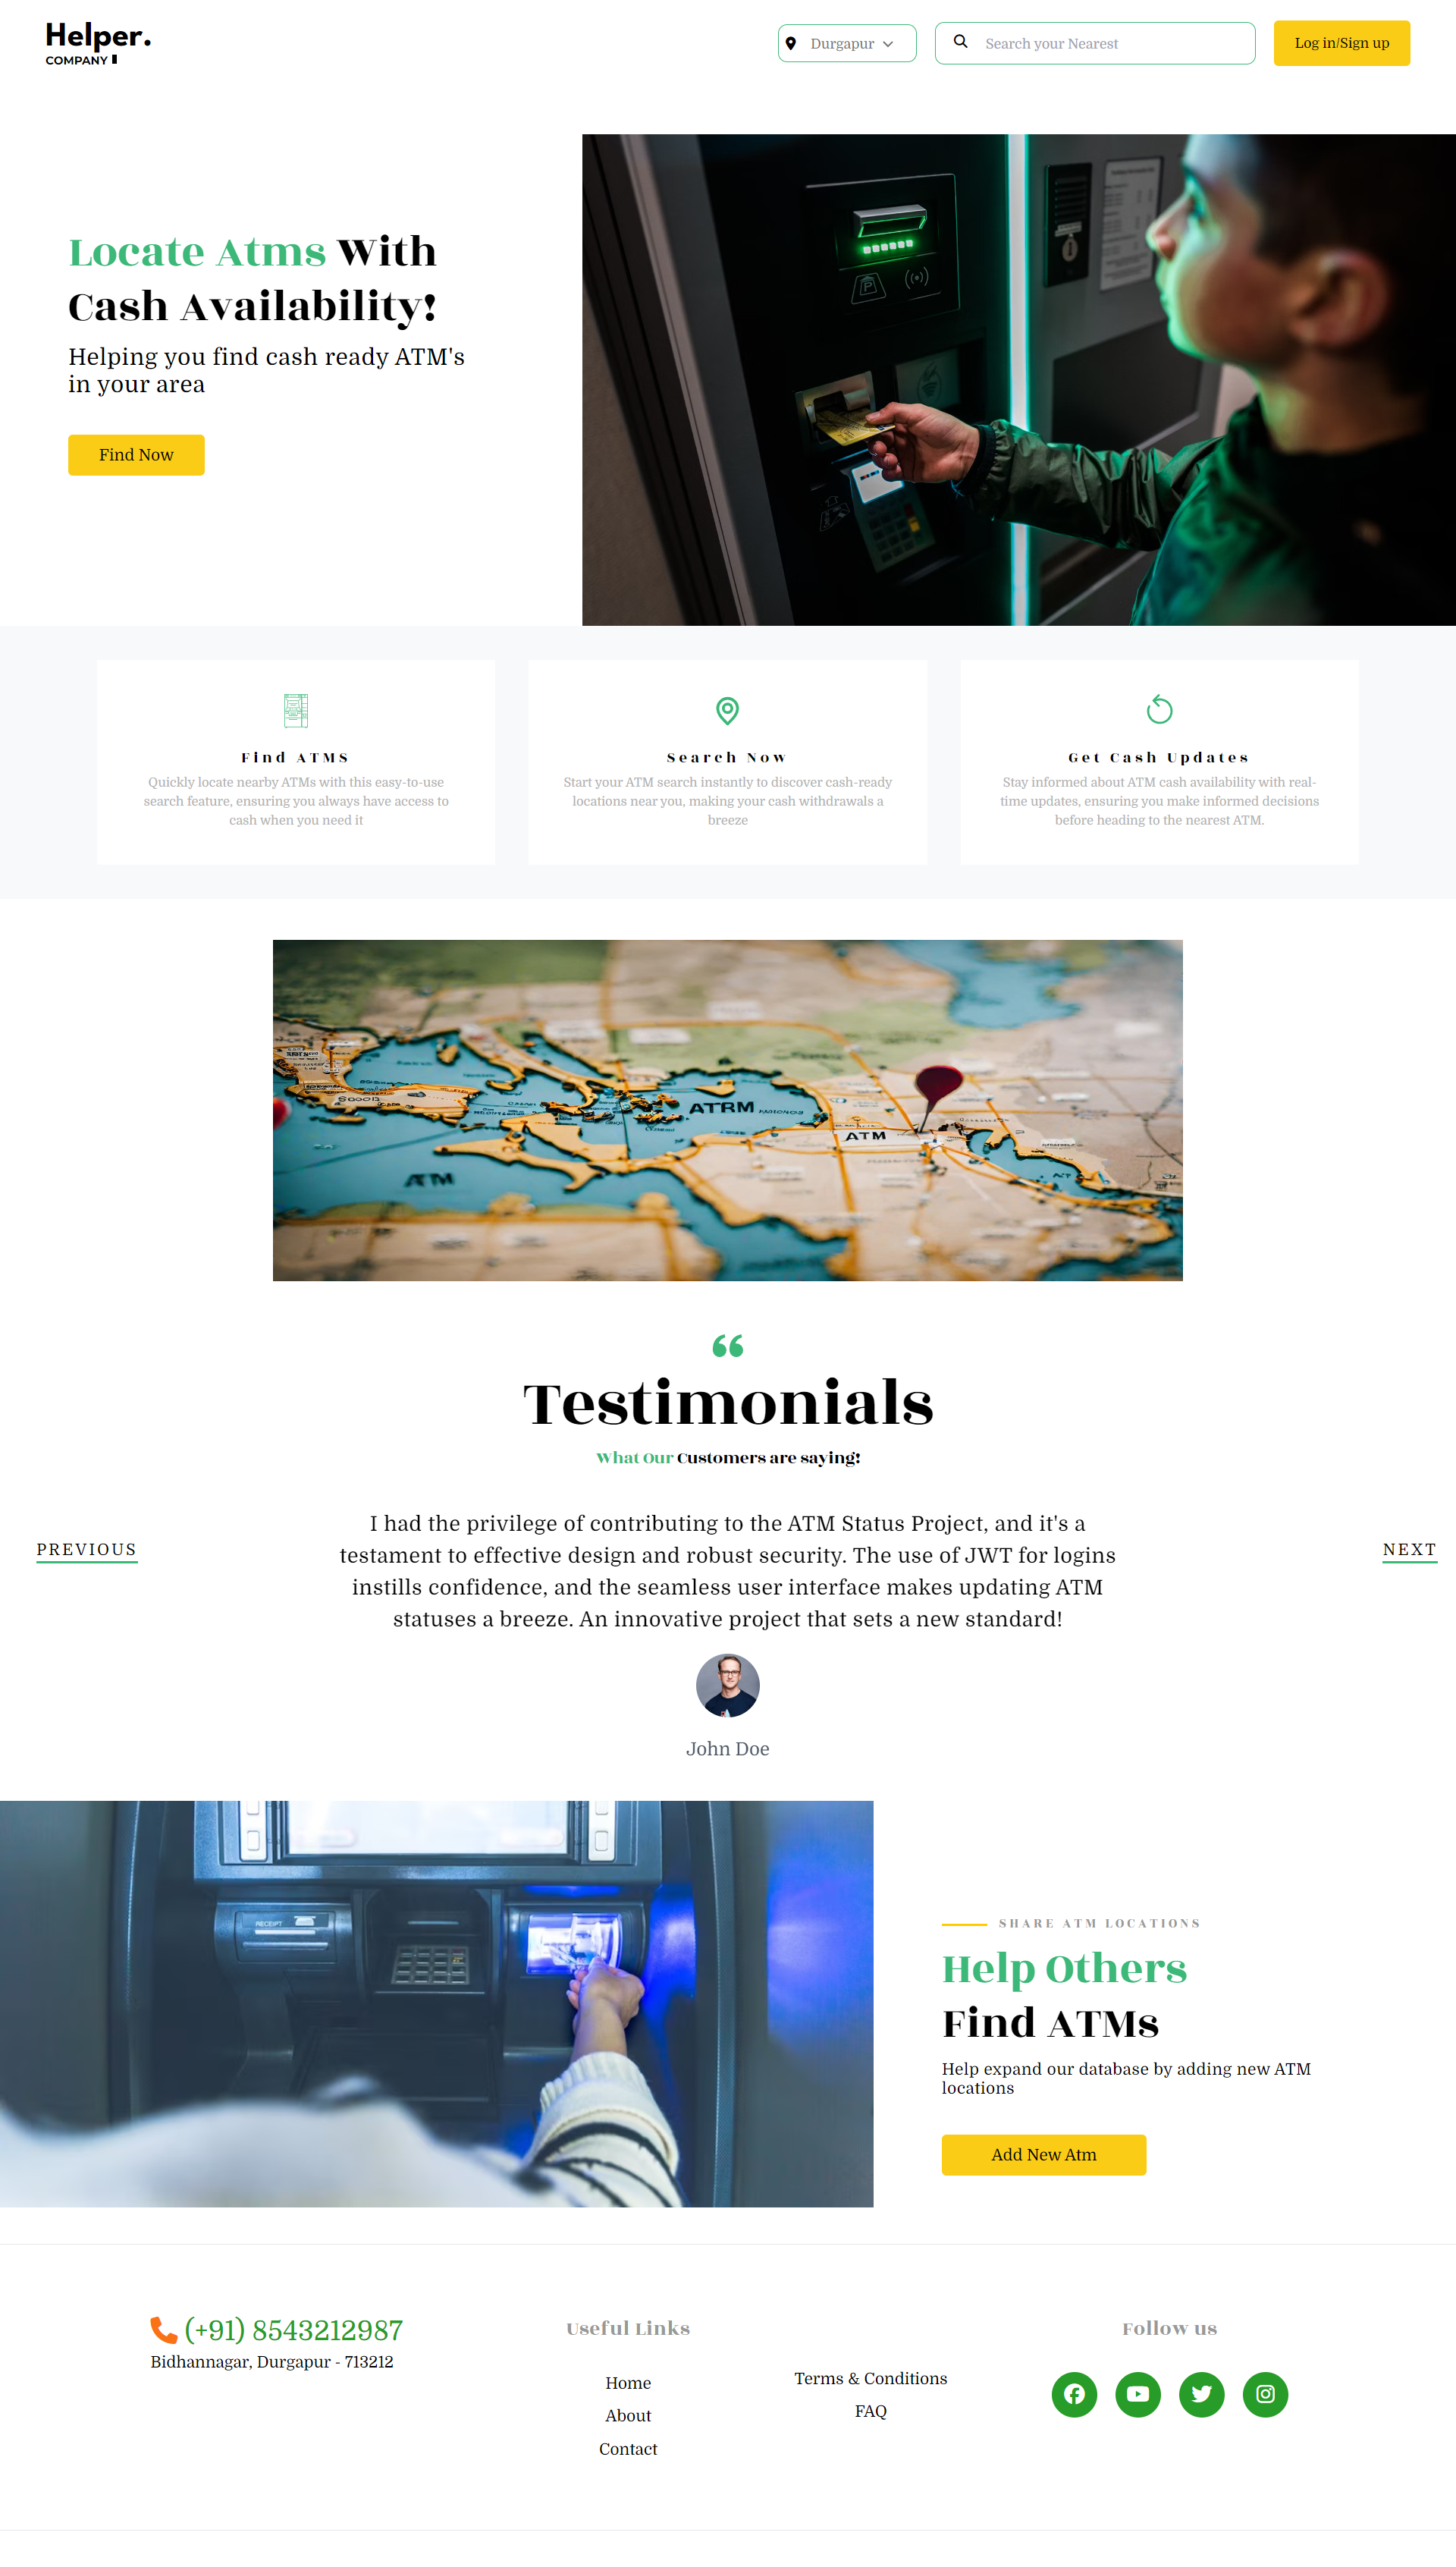 Helper.
COMPANY
Durgapur
Search your Nearest
Log in/Sign up
Locate Atms With
Cash Availability!
Helping you find cash ready ATM's
in your area
Find Now
Find ATMS
Quickly locate nearby ATMs with this easy-to-use
search feature, ensuring you always have access to
cash when you need it
Search Now
Start your ATM search instantly to discover cash-ready
locations near you, making your cash withdrawals a
breeze
Get Cash Updates
Stay informed about ATM cash availability with real-
time updates, ensuring you make informed decisions
before heading to the nearest ATM.
ATRM
ATM
ATM
Testimonials
What Our Customers are saying!
PREVIOUS
I had the privilege of contributing to the ATM Status Project, and it's a
testament to effective design and robust security. The use of JWT for logins
instills confidence, and the seamless user interface makes updating ATM
statuses a breeze. An innovative project that sets a new standard!
NEXT
John Doe
RECEIPT
SHARE ATM LOCATIONS
Help Others
Find ATMs
Help expand our database by adding new ATM
locations
Add New Atm
(+91) 8543212987
Bidhannagar, Durgapur - 713212
Useful Links
Home
About
Contact
Terms & Conditions
FAQ
Follow us